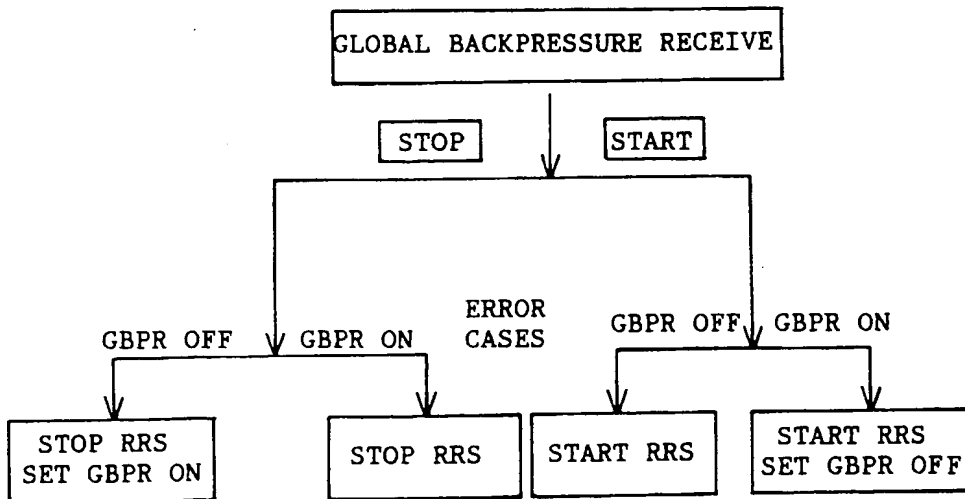 GLOBAL BACKPRESSURE RECEIVE
STOP
START
ERROR
CASES
GBPR OFF
GBPR ON
GBPR OFF
GBPR ON
STOP RRS
SET GBPR ON
STOP RRS
START RRS
START RRS
SET GBPR OFF